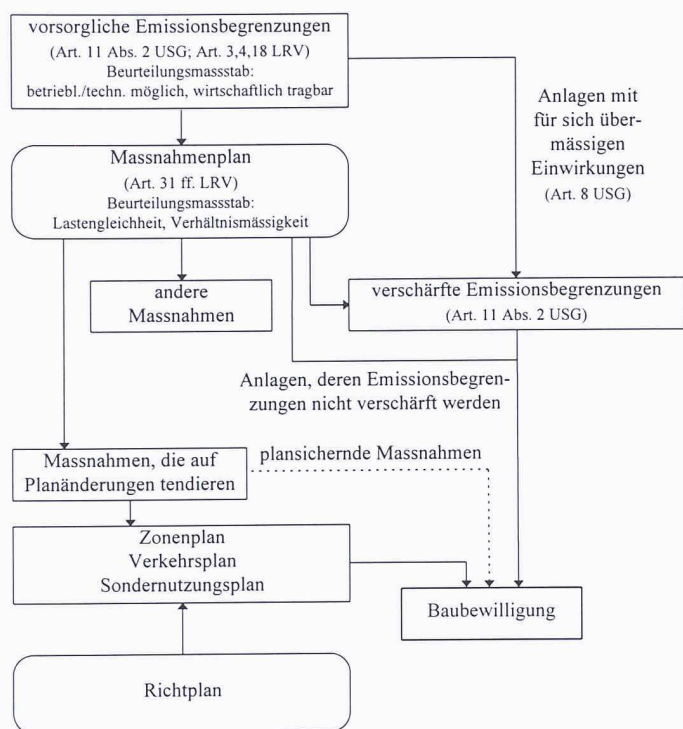 vorsorgliche Emissionsbegrenzungen
(Art. 11 Abs. 2 USG; Art. 3,4,18 LRV)
Beurteilungsmassstab:
betriebl./techn. möglich, wirtschaftlich tragbar
Anlagen mit
für sich über-
mässigen
Einwirkungen
(Art. 8 USG)
Massnahmenplan
(Art. 31 ff. LRV)
Beurteilungsmassstab:
Lastengleichheit, Verhältnismässigkeit
andere
Massnahmen
verschärfte Emissionsbegrenzungen
(Art. 11 Abs. 2 USG)
Anlagen, deren Emissionsbegren-
zungen nicht verschärft werden
Massnahmen, die auf
Planänderungen tendieren
plansichernde Massnahmen
Zonenplan
Verkehrsplan
Sondernutzungsplan
Baubewilligung
Richtplan